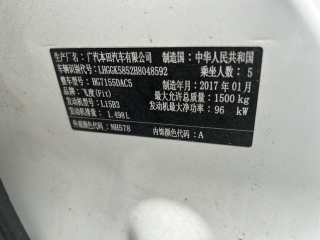 生产厂名：广汽本田汽车有限公司 制造国：中华人民共和国
车辆识别代号：LHGGK5852H8048592 乘坐人数：5
整车型号：HG7155DAC5 制造年月：2017年01月
品牌：飞度(Fit) 最大允许总质量：1500kg
发动机型号：L15B3 发动机最大净功率：96 kW
发动机排量：1.498L
外观颜色代码：NH578 内饰颜色代码：A